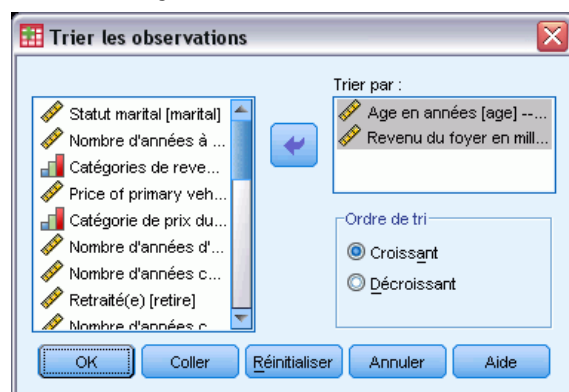 Trier les observations
Statut marital [marital]
Nombre d'années à ...
Catégories de reve...
Price of primary veh...
Catégorie de prix du...
Nombre d'années d'...
Nombre d'années c...
Retraité(e) [retire]
Nombre d'années c...
Trier par :
Age en années [age] --...
Revenu du foyer en mill...
Ordre de tri
Croissant
Décroissant
OK Coller Réinitialiser Annuler Aide